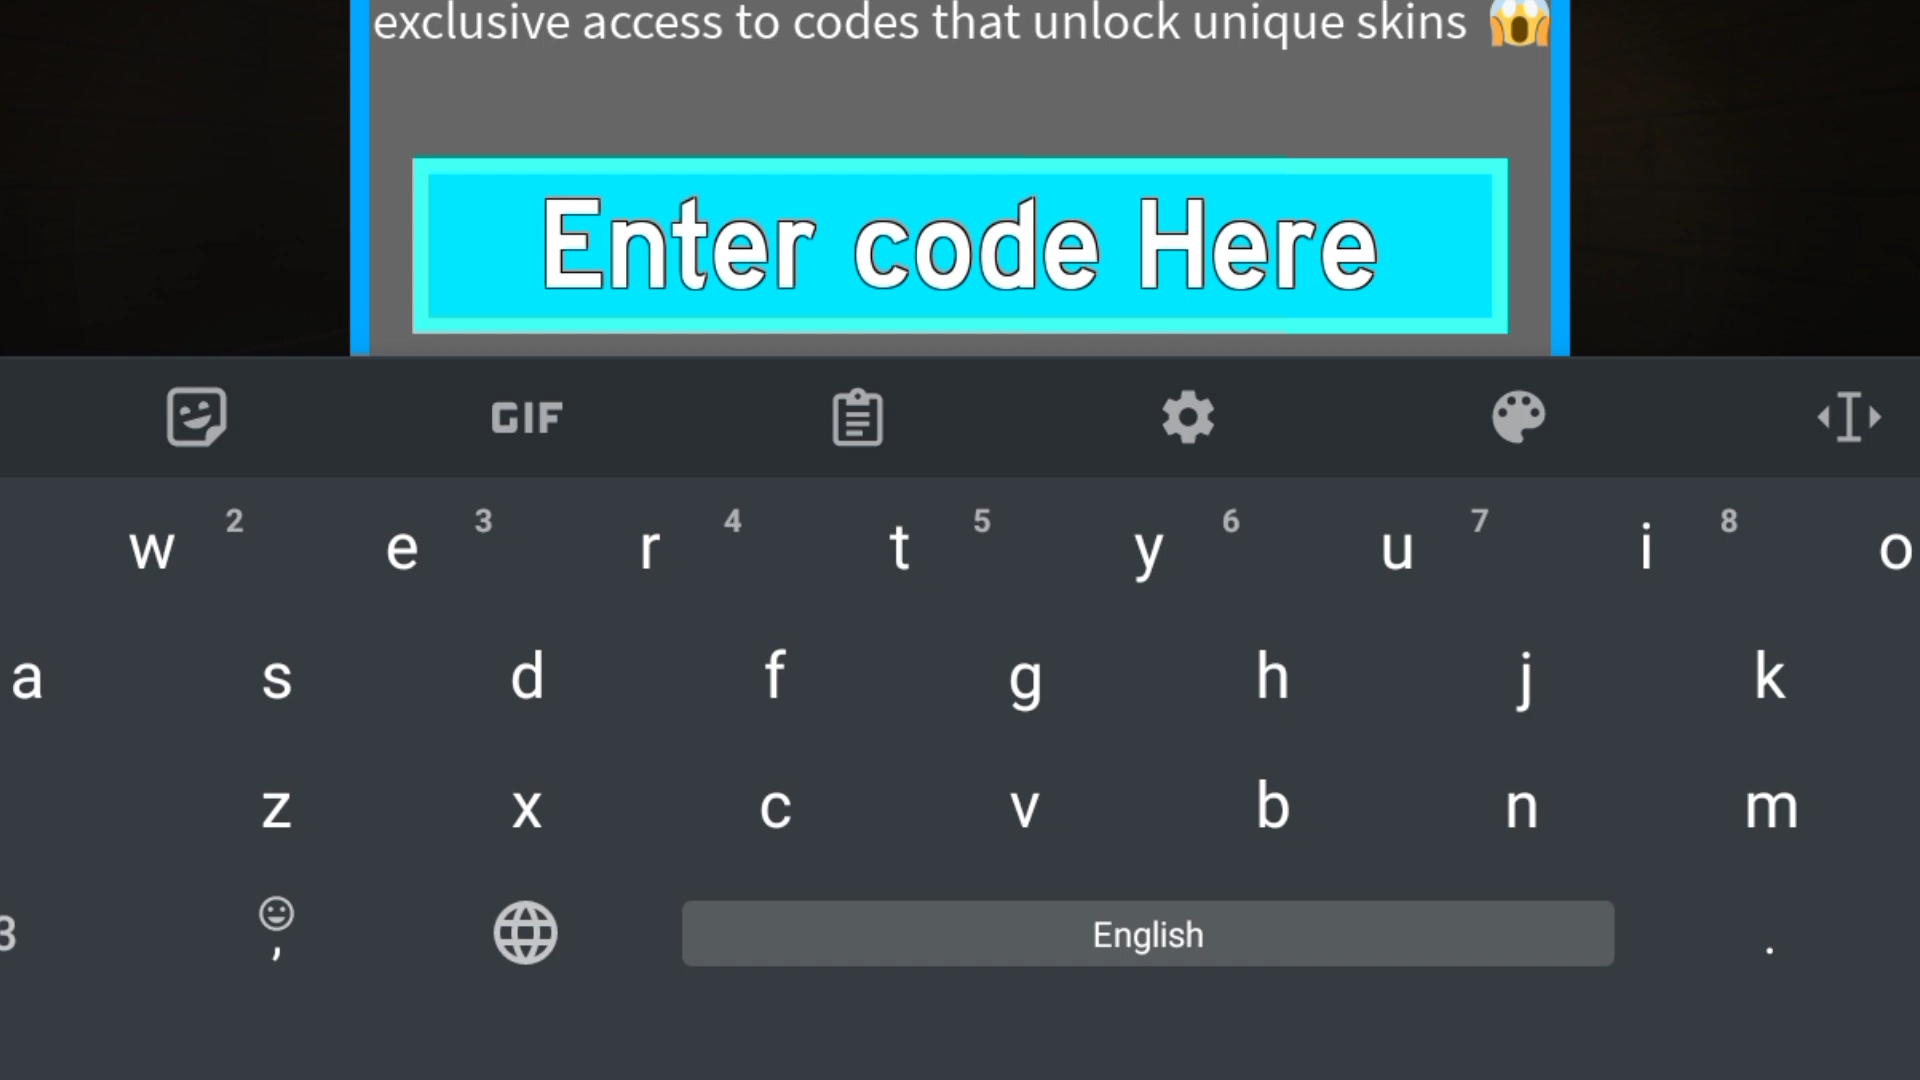 exclusive access to codes that unlock unique skins 😱
Enter code Here
GIF
w 2 e 3 r 4 t 5 y 6 u 7 i 8 o
a s d f g h j k
z x c v b n m
3 , English .